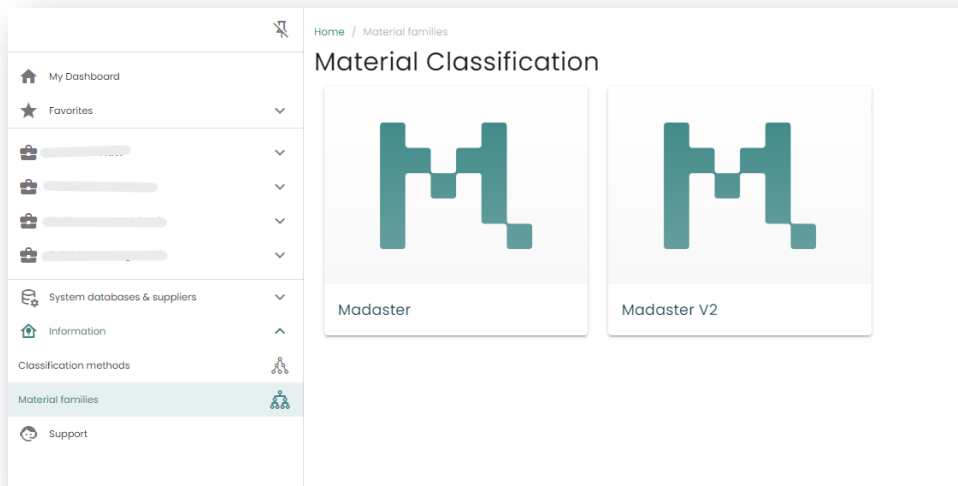 Home / Material families
Material Classification
My Dashboard
Favorites
System databases & suppliers
Information
Classification methods
Material families
Support
Madaster
Madaster V2